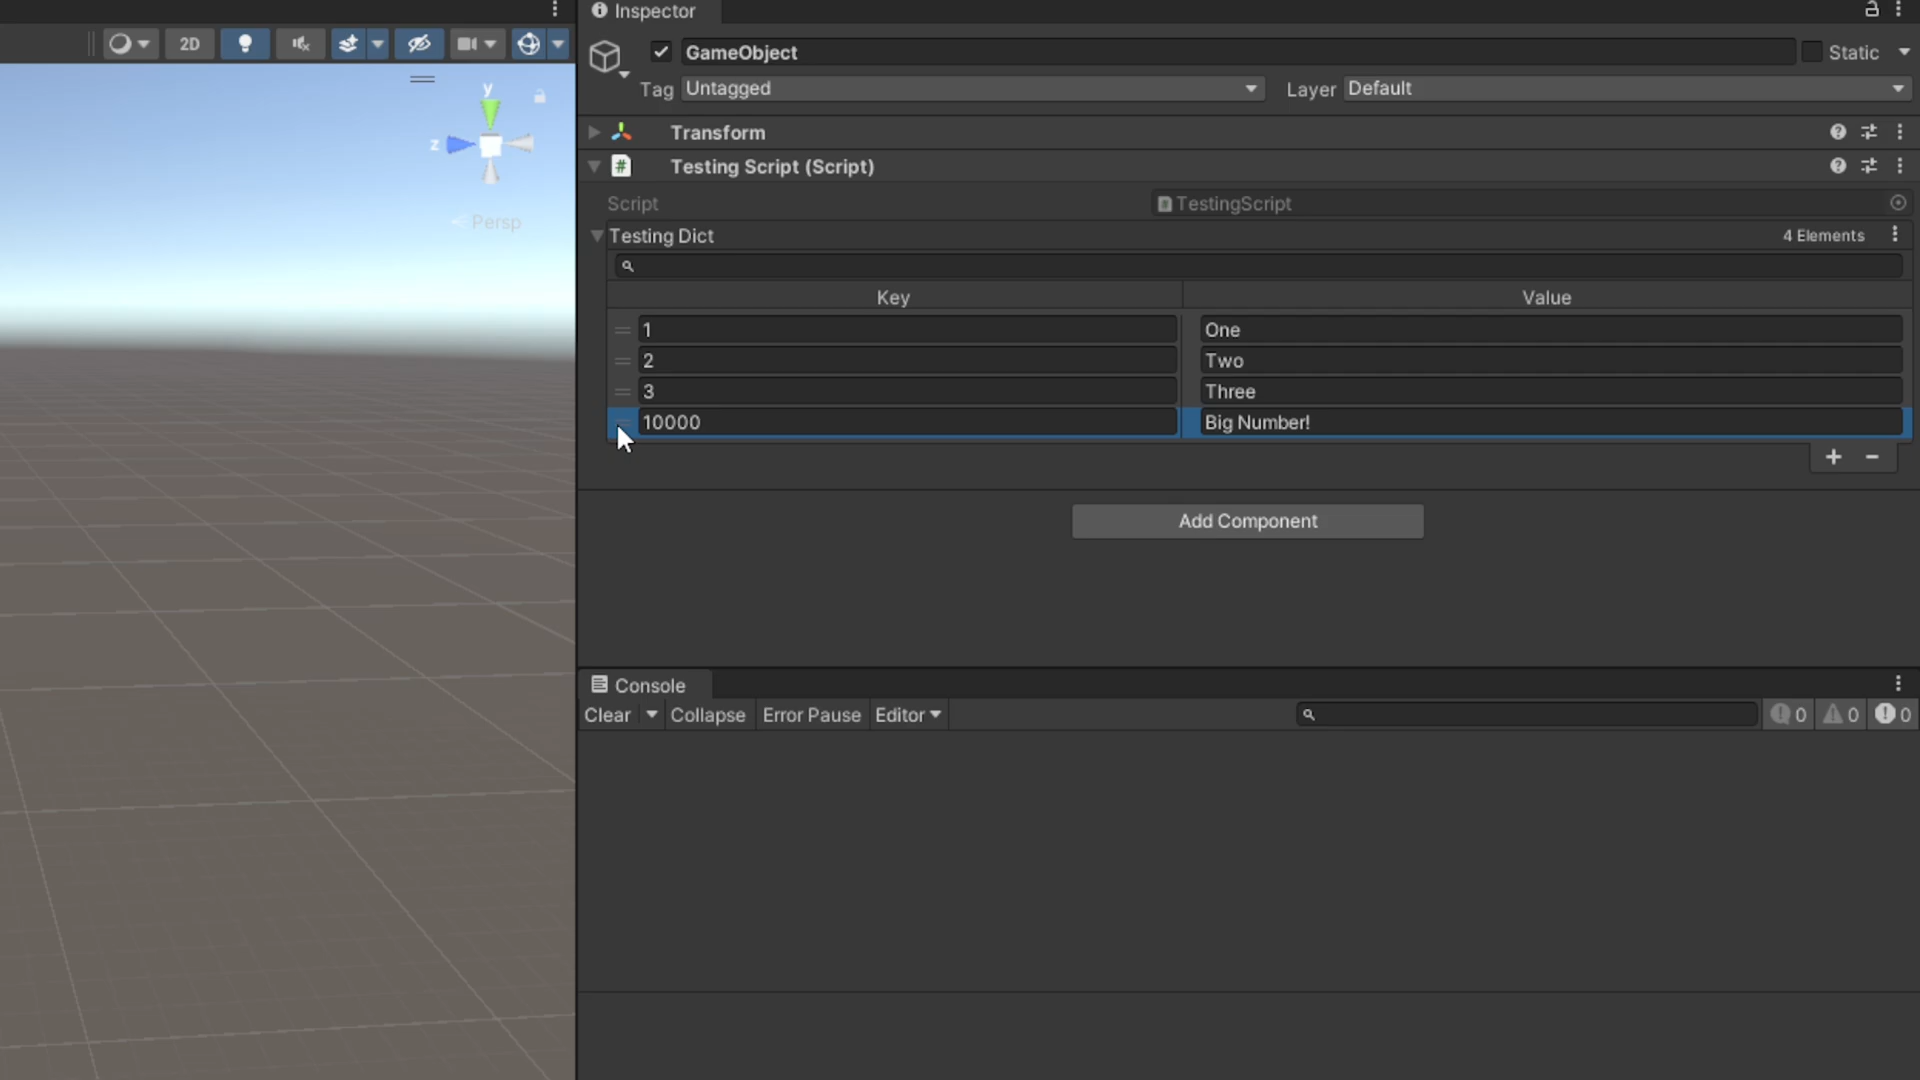 Inspector
2D
GameObject
Static
Tag Untagged Layer Default
y
z
Persp
Transform
# Testing Script (Script)
Script TestingScript
Testing Dict 4 Elements
Key Value
1 One
2 Two
3 Three
10000 Big Number!
+ −
Add Component
Console
Clear Collapse Error Pause Editor 0 0 0